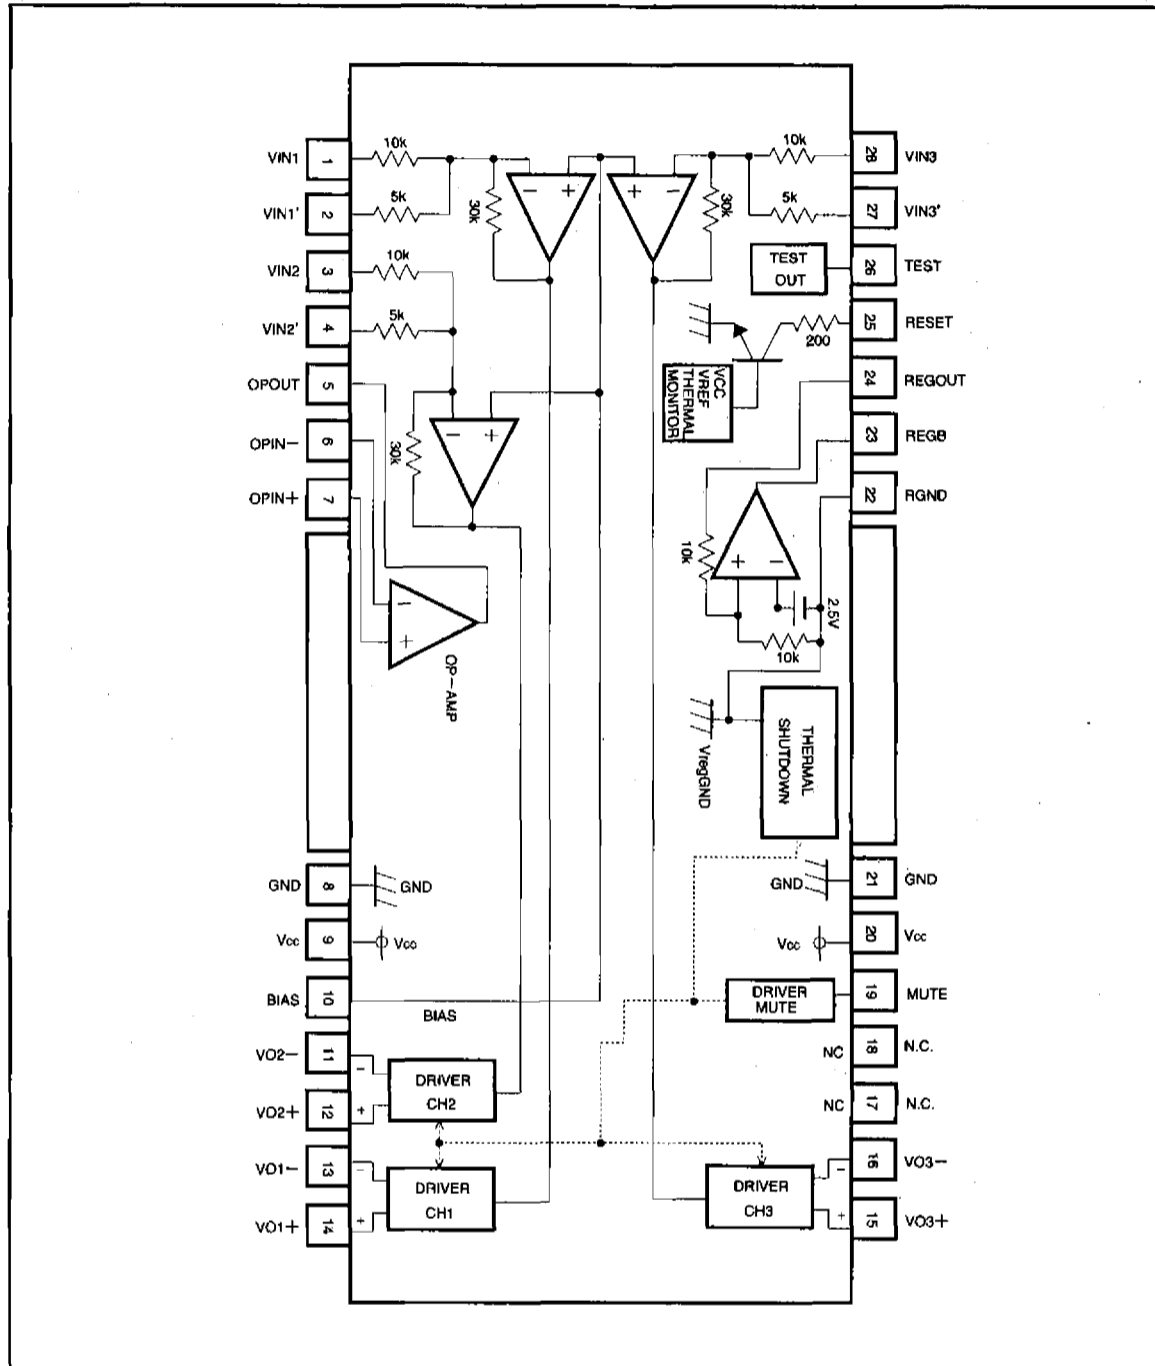 VIN1 1 10k
VIN1' 2 5k
VIN2 3 10k
VIN2' 4 5k
OPOUT 5
OPIN− 6
OPIN+ 7
30k
− +
30k
− +
− +
OP−AMP
GND 8 GND
Vcc 9 Vcc
BIAS 10 BIAS
VO2− 11 −
VO2+ 12 +
VO1− 13 −
VO1+ 14 +
DRIVER
CH2
DRIVER
CH1
10k 28 VIN3
5k 27 VIN3'
+ −
30k
TEST
OUT
26 TEST
200 25 RESET
VCC
VREF
THERMAL
MONITOR
24 REGOUT
23 REGB
22 RGND
10k
+ −
2.5V
10k
VregGND
THERMAL
SHUTDOWN
GND 21 GND
Vcc 20 Vcc
DRIVER
MUTE
19 MUTE
NC 18 N.C.
NC 17 N.C.
− 16 VO3−
+ 15 VO3+
DRIVER
CH3